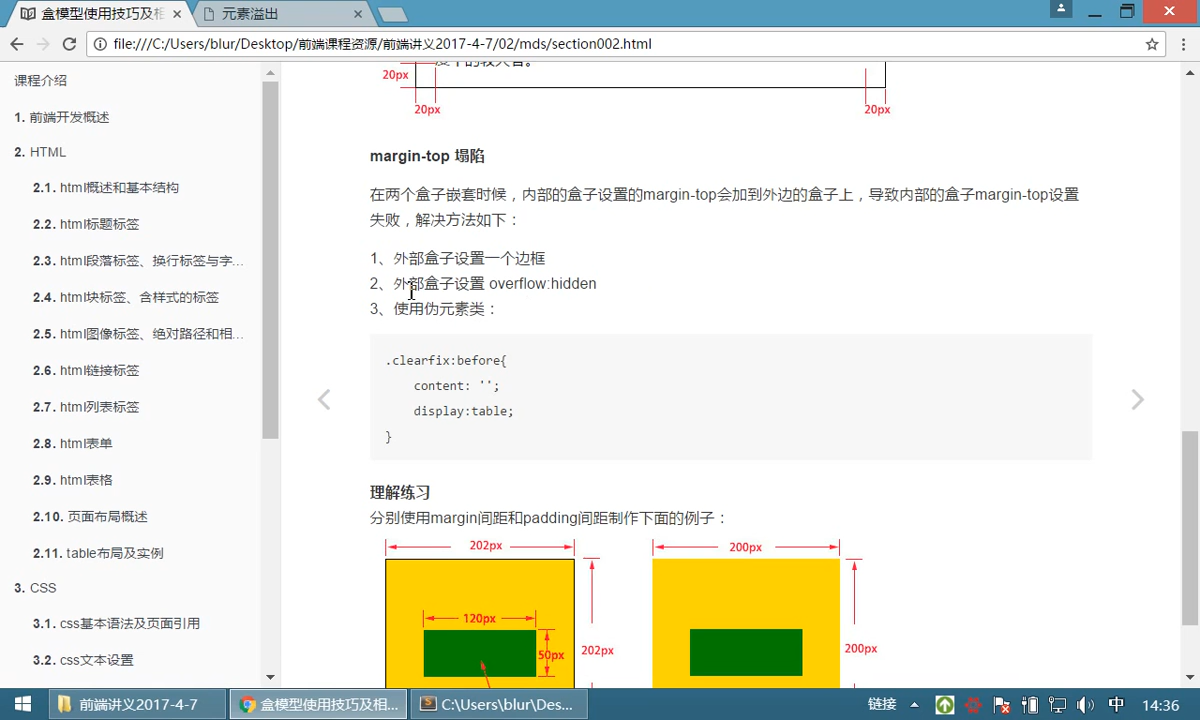 盒模型使用技巧及相
元素溢出
file:///C:/Users/blur/Desktop/前端课程资源/前端讲义2017-4-7/02/mds/section002.html
课程介绍
1. 前端开发概述
2. HTML
2.1. html概述和基本结构
2.2. html标题标签
2.3. html段落标签、换行标签与字...
2.4. html块标签、含样式的标签
2.5. html图像标签、绝对路径和相...
2.6. html链接标签
2.7. html列表标签
2.8. html表单
2.9. html表格
2.10. 页面布局概述
2.11. table布局及实例
3. CSS
3.1. css基本语法及页面引用
3.2. css文本设置
20px
20px
20px
margin-top 塌陷
在两个盒子嵌套时候，内部的盒子设置的margin-top会加到外边的盒子上，导致内部的盒子margin-top设置
失败，解决方法如下：
1、外部盒子设置一个边框
2、外部盒子设置 overflow:hidden
3、使用伪元素类：
.clearfix:before{
content: '';
display:table;
}
理解练习
分别使用margin间距和padding间距制作下面的例子：
202px
200px
120px
50px
202px
200px
前端讲义2017-4-7
盒模型使用技巧及相...
C:\Users\blur\Des...
链接
中
14:36